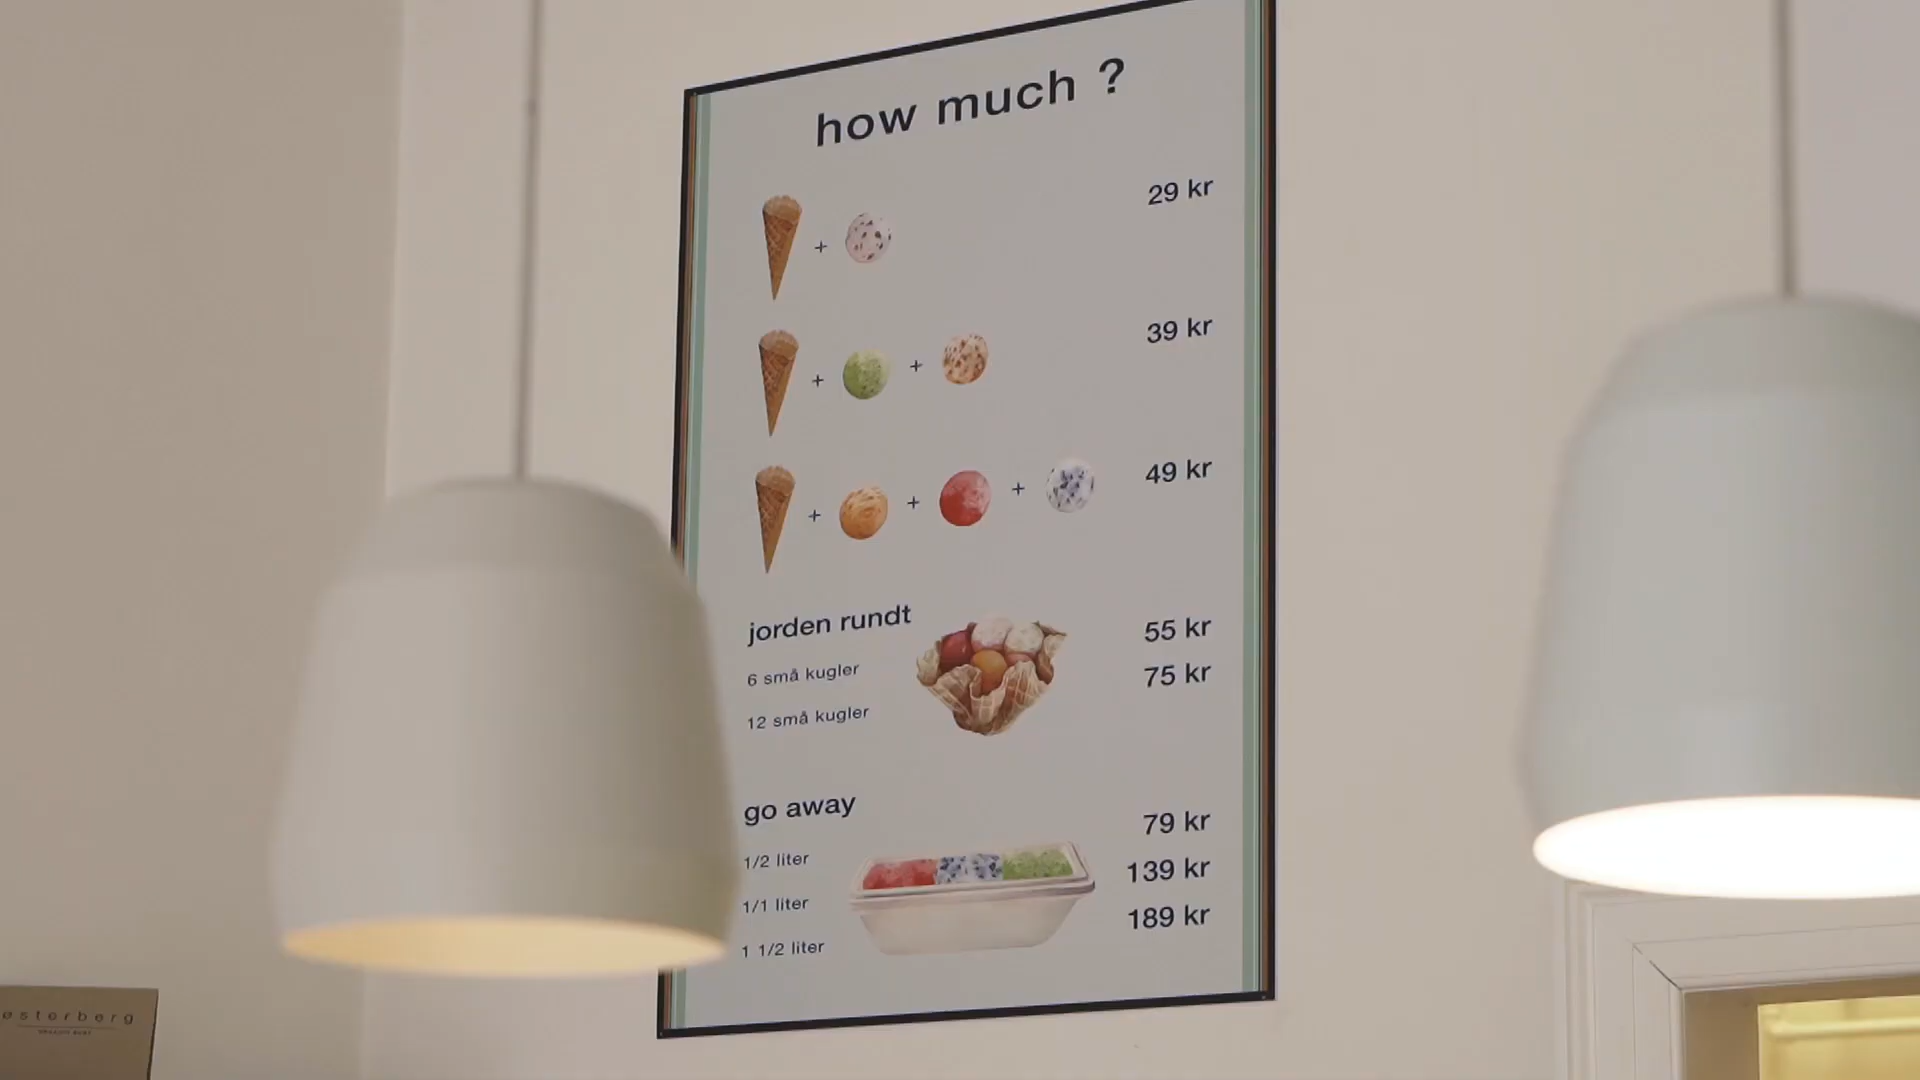 how much ?
+
29 kr
+ +
39 kr
+ + +
49 kr
jorden rundt
55 kr
6 små kugler
75 kr
12 små kugler
go away
79 kr
1/2 liter
139 kr
1/1 liter
189 kr
1 1/2 liter
østerberg